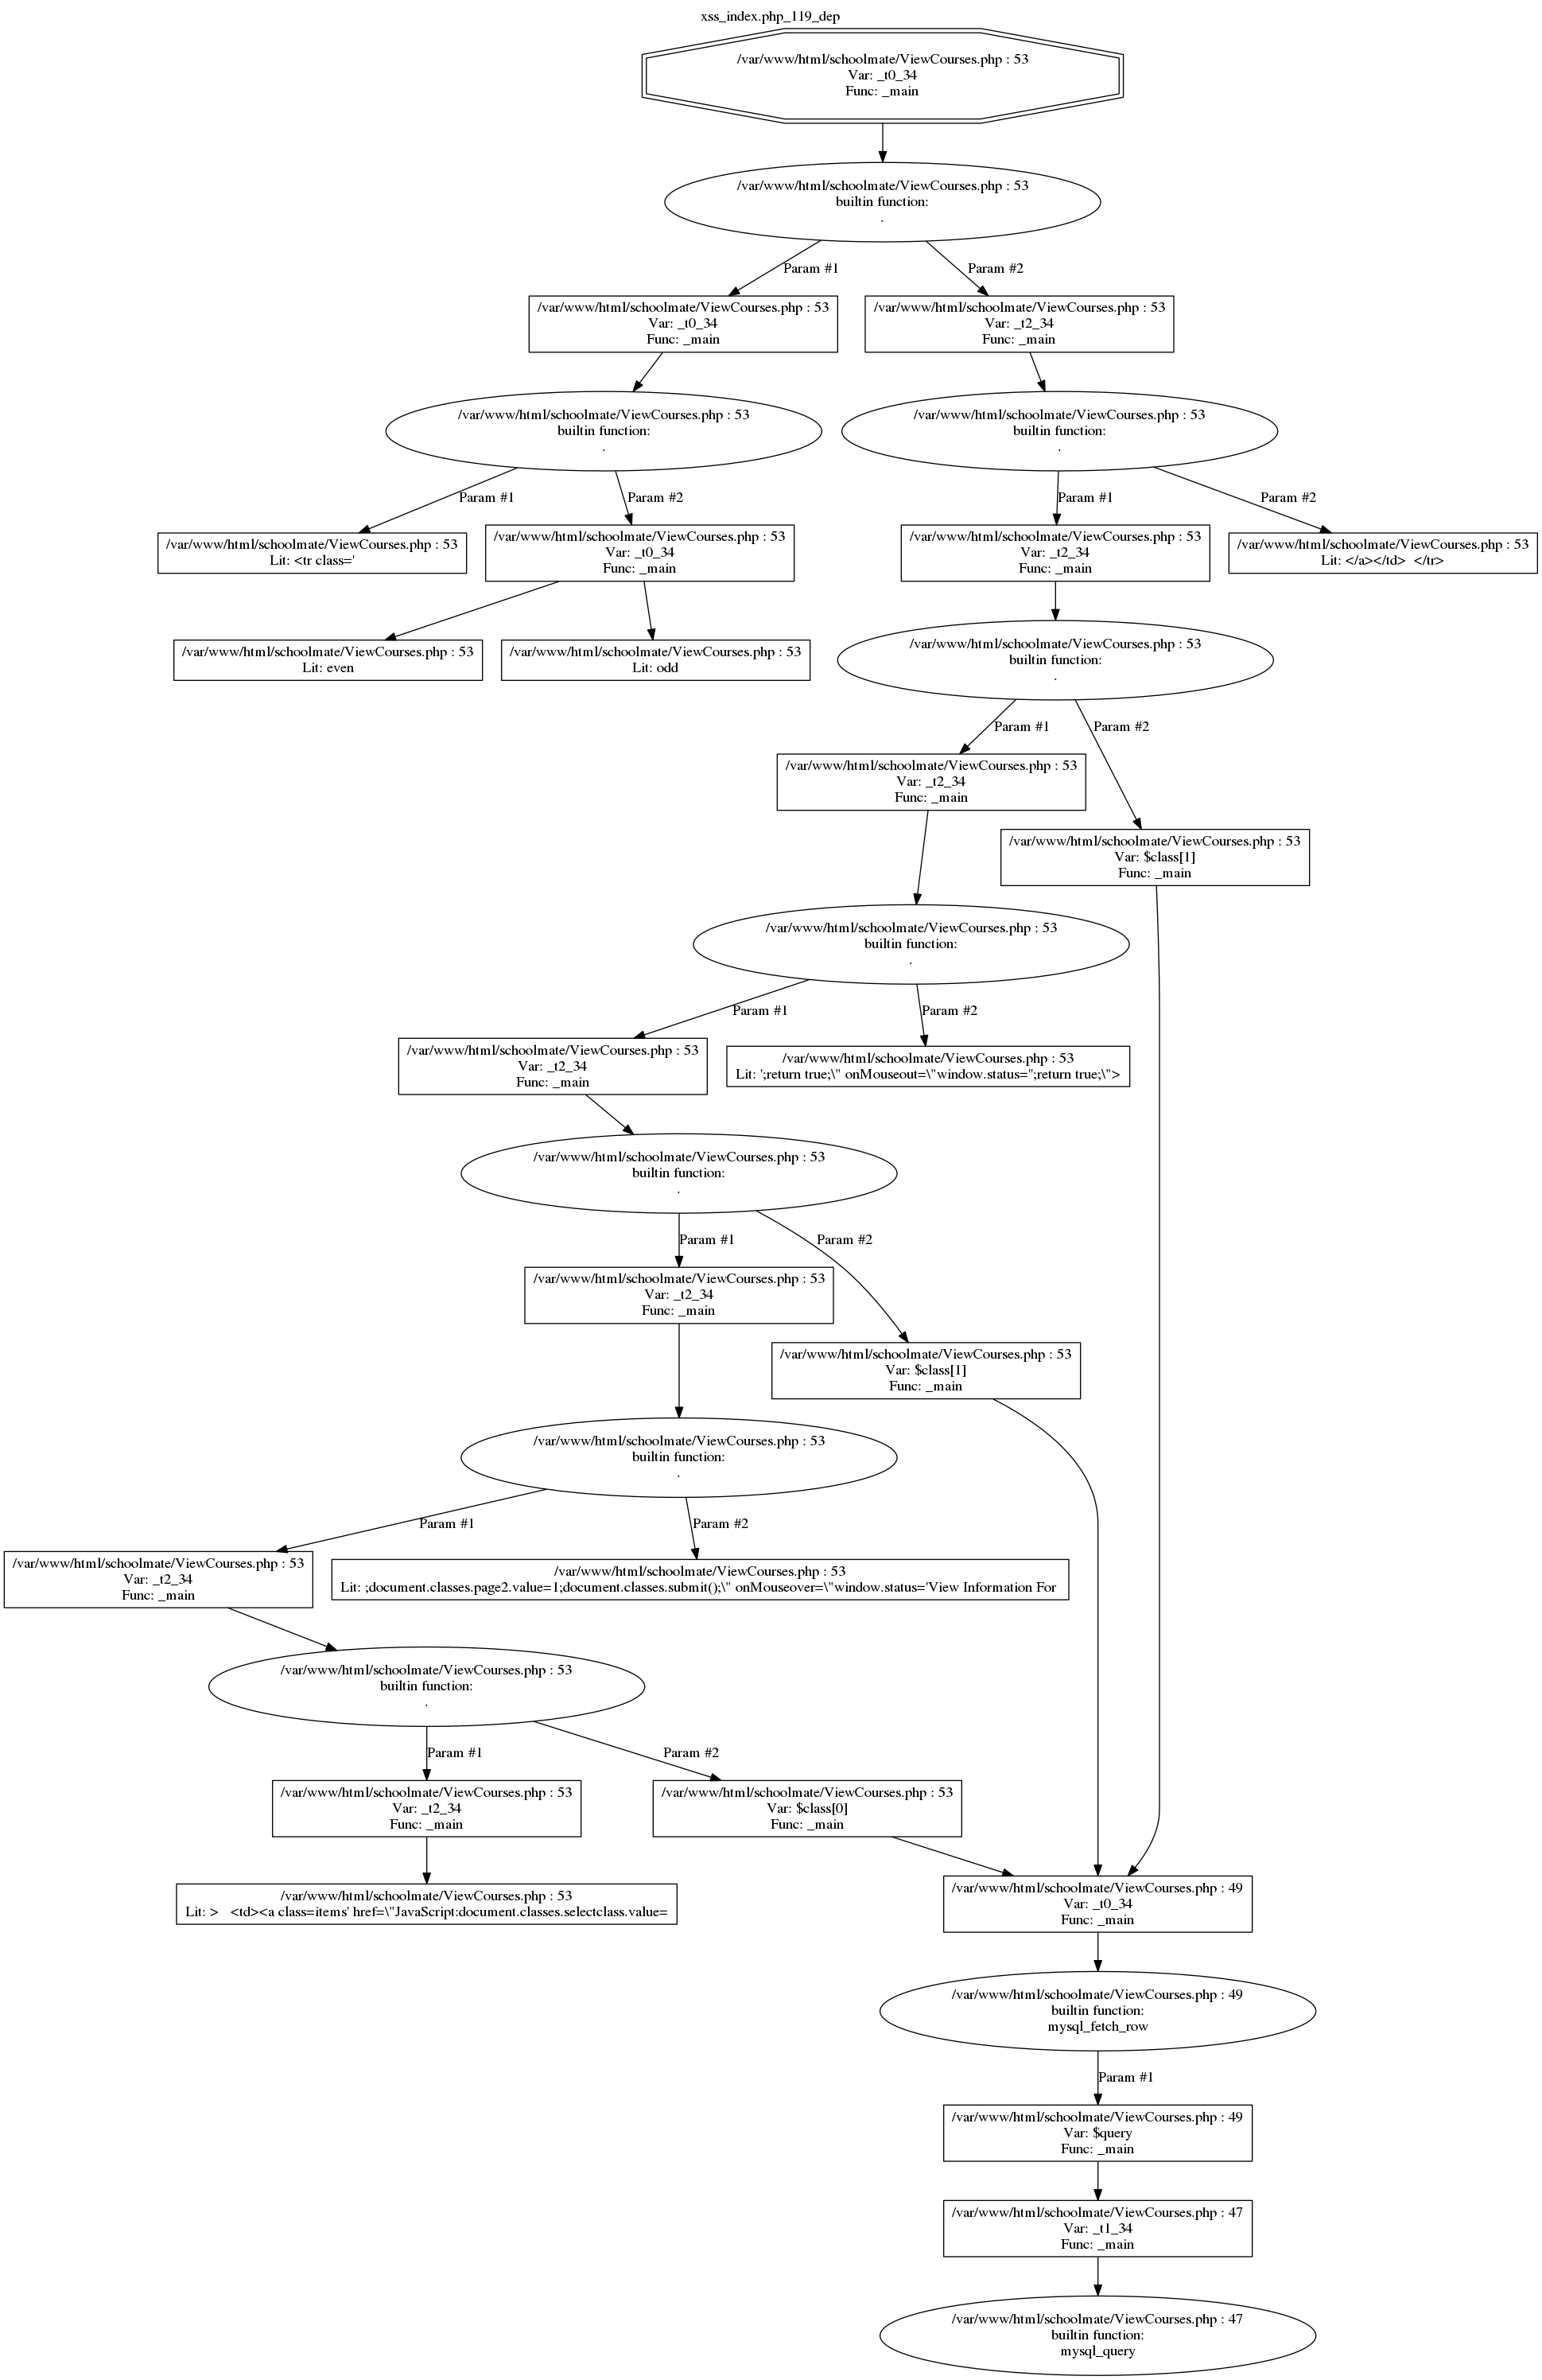 xss_index.php_119_dep
/var/www/html/schoolmate/ViewCourses.php : 53
Var: _t0_34
Func: _main
/var/www/html/schoolmate/ViewCourses.php : 53
builtin function:
.
Param #1
Param #2
/var/www/html/schoolmate/ViewCourses.php : 53
Var: _t0_34
Func: _main
/var/www/html/schoolmate/ViewCourses.php : 53
Var: _t2_34
Func: _main
/var/www/html/schoolmate/ViewCourses.php : 53
builtin function:
.
/var/www/html/schoolmate/ViewCourses.php : 53
builtin function:
.
Param #1
Param #2
Param #1
Param #2
/var/www/html/schoolmate/ViewCourses.php : 53
Lit: <tr class='
/var/www/html/schoolmate/ViewCourses.php : 53
Var: _t0_34
Func: _main
/var/www/html/schoolmate/ViewCourses.php : 53
Var: _t2_34
Func: _main
/var/www/html/schoolmate/ViewCourses.php : 53
Lit: </a></td>  </tr>
/var/www/html/schoolmate/ViewCourses.php : 53
Lit: even
/var/www/html/schoolmate/ViewCourses.php : 53
Lit: odd
/var/www/html/schoolmate/ViewCourses.php : 53
builtin function:
.
Param #1
Param #2
/var/www/html/schoolmate/ViewCourses.php : 53
Var: _t2_34
Func: _main
/var/www/html/schoolmate/ViewCourses.php : 53
Var: $class[1]
Func: _main
/var/www/html/schoolmate/ViewCourses.php : 53
builtin function:
.
Param #1
Param #2
/var/www/html/schoolmate/ViewCourses.php : 53
Var: _t2_34
Func: _main
/var/www/html/schoolmate/ViewCourses.php : 53
Lit: ';return true;\" onMouseout=\"window.status='';return true;\">
/var/www/html/schoolmate/ViewCourses.php : 53
builtin function:
.
Param #1
Param #2
/var/www/html/schoolmate/ViewCourses.php : 53
Var: _t2_34
Func: _main
/var/www/html/schoolmate/ViewCourses.php : 53
Var: $class[1]
Func: _main
/var/www/html/schoolmate/ViewCourses.php : 53
builtin function:
.
Param #1
Param #2
/var/www/html/schoolmate/ViewCourses.php : 53
Var: _t2_34
Func: _main
/var/www/html/schoolmate/ViewCourses.php : 53
Lit: ;document.classes.page2.value=1;document.classes.submit();\" onMouseover=\"window.status='View Information For
/var/www/html/schoolmate/ViewCourses.php : 53
builtin function:
.
Param #1
Param #2
/var/www/html/schoolmate/ViewCourses.php : 53
Var: _t2_34
Func: _main
/var/www/html/schoolmate/ViewCourses.php : 53
Var: $class[0]
Func: _main
/var/www/html/schoolmate/ViewCourses.php : 53
Lit: >   <td><a class=items' href=\"JavaScript:document.classes.selectclass.value=
/var/www/html/schoolmate/ViewCourses.php : 49
Var: _t0_34
Func: _main
/var/www/html/schoolmate/ViewCourses.php : 49
builtin function:
mysql_fetch_row
Param #1
/var/www/html/schoolmate/ViewCourses.php : 49
Var: $query
Func: _main
/var/www/html/schoolmate/ViewCourses.php : 47
Var: _t1_34
Func: _main
/var/www/html/schoolmate/ViewCourses.php : 47
builtin function:
mysql_query